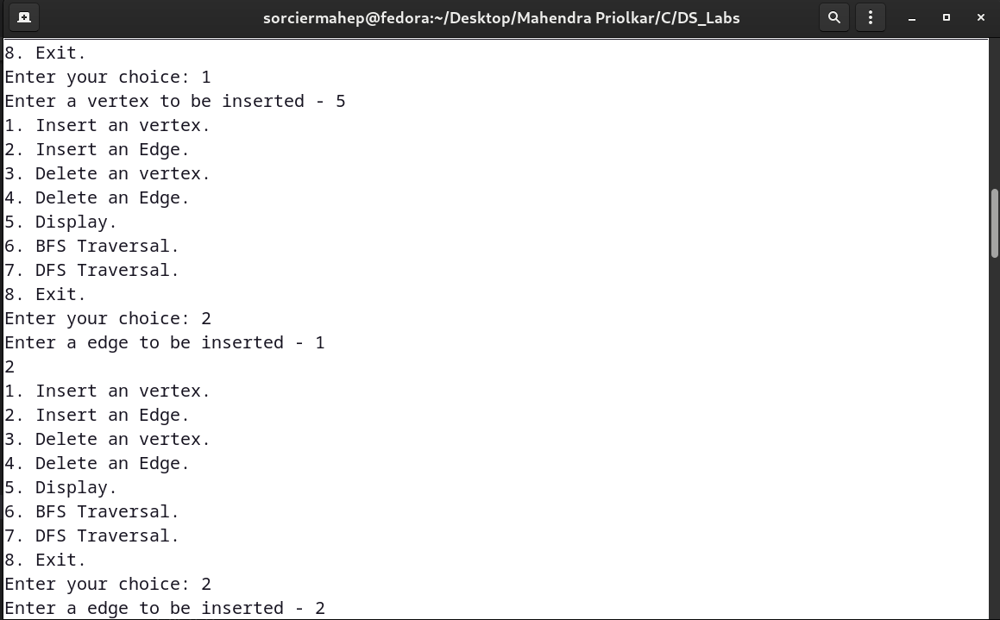 sorciermahep@fedora:~/Desktop/Mahendra Priolkar/C/DS_Labs
8. Exit.
Enter your choice: 1
Enter a vertex to be inserted - 5
1. Insert an vertex.
2. Insert an Edge.
3. Delete an vertex.
4. Delete an Edge.
5. Display.
6. BFS Traversal.
7. DFS Traversal.
8. Exit.
Enter your choice: 2
Enter a edge to be inserted - 1
2
1. Insert an vertex.
2. Insert an Edge.
3. Delete an vertex.
4. Delete an Edge.
5. Display.
6. BFS Traversal.
7. DFS Traversal.
8. Exit.
Enter your choice: 2
Enter a edge to be inserted - 2